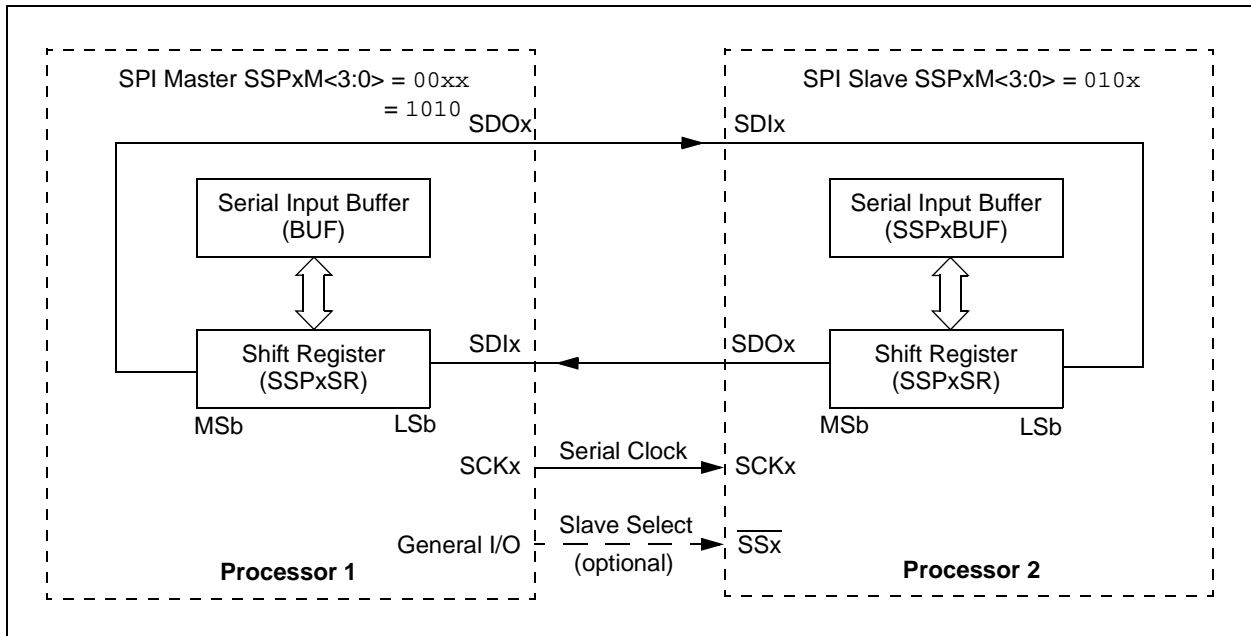 SPI Master SSPxM<3:0> = 00xx
= 1010
SPI Slave SSPxM<3:0> = 010x
SDOx
SDIx
Serial Input Buffer
(BUF)
Serial Input Buffer
(SSPxBUF)
Shift Register
(SSPxSR)
SDIx
SDOx
Shift Register
(SSPxSR)
MSb
LSb
MSb
LSb
SCKx
Serial Clock
SCKx
General I/O
Slave Select
(optional)
SSx
Processor 1
Processor 2